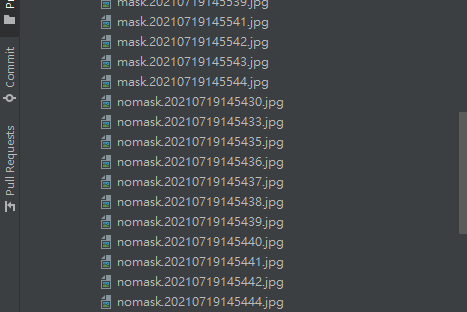 mask.20210719145539.jpg
mask.20210719145541.jpg
mask.20210719145542.jpg
mask.20210719145543.jpg
mask.20210719145544.jpg
nomask.20210719145430.jpg
nomask.20210719145433.jpg
nomask.20210719145435.jpg
nomask.20210719145436.jpg
nomask.20210719145437.jpg
nomask.20210719145438.jpg
nomask.20210719145439.jpg
nomask.20210719145440.jpg
nomask.20210719145441.jpg
nomask.20210719145442.jpg
nomask.20210719145444.jpg
Commit
Pull Requests